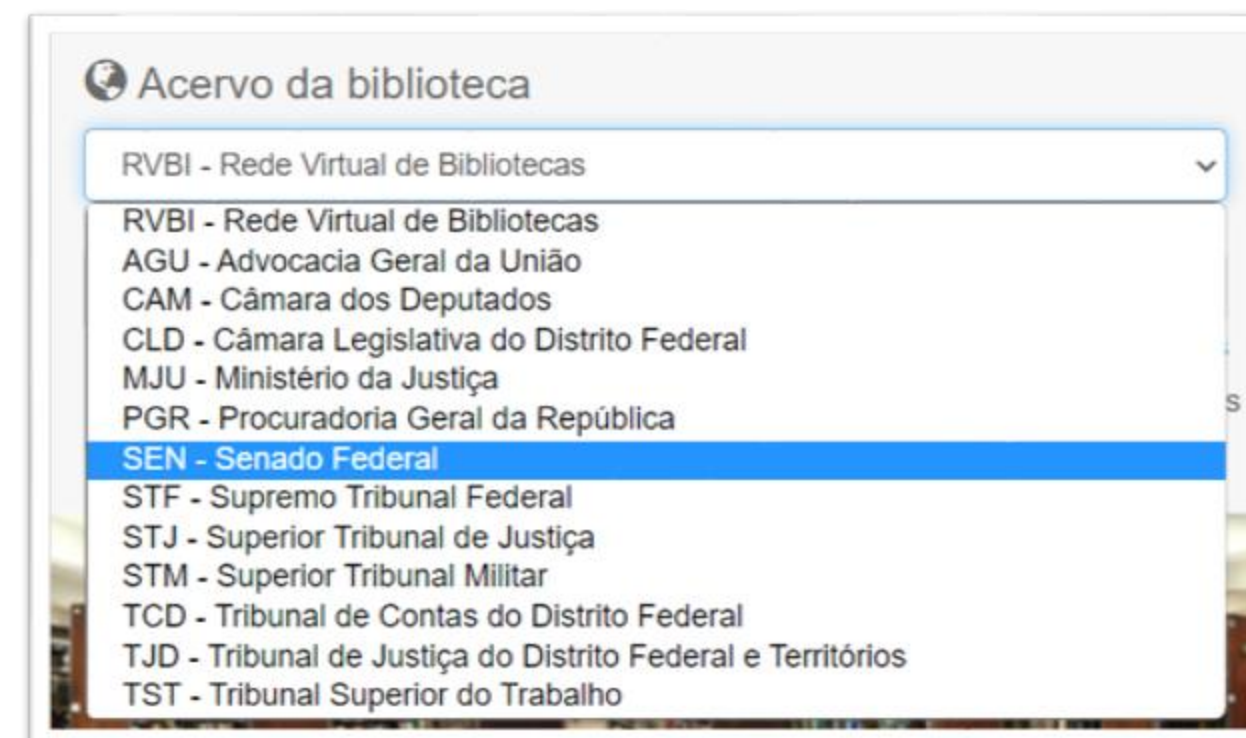 Acervo da biblioteca
RVBI - Rede Virtual de Bibliotecas
RVBI - Rede Virtual de Bibliotecas
AGU - Advocacia Geral da União
CAM - Câmara dos Deputados
CLD - Câmara Legislativa do Distrito Federal
MJU - Ministério da Justiça
PGR - Procuradoria Geral da República
SEN - Senado Federal
STF - Supremo Tribunal Federal
STJ - Superior Tribunal de Justiça
STM - Superior Tribunal Militar
TCD - Tribunal de Contas do Distrito Federal
TJD - Tribunal de Justiça do Distrito Federal e Territórios
TST - Tribunal Superior do Trabalho